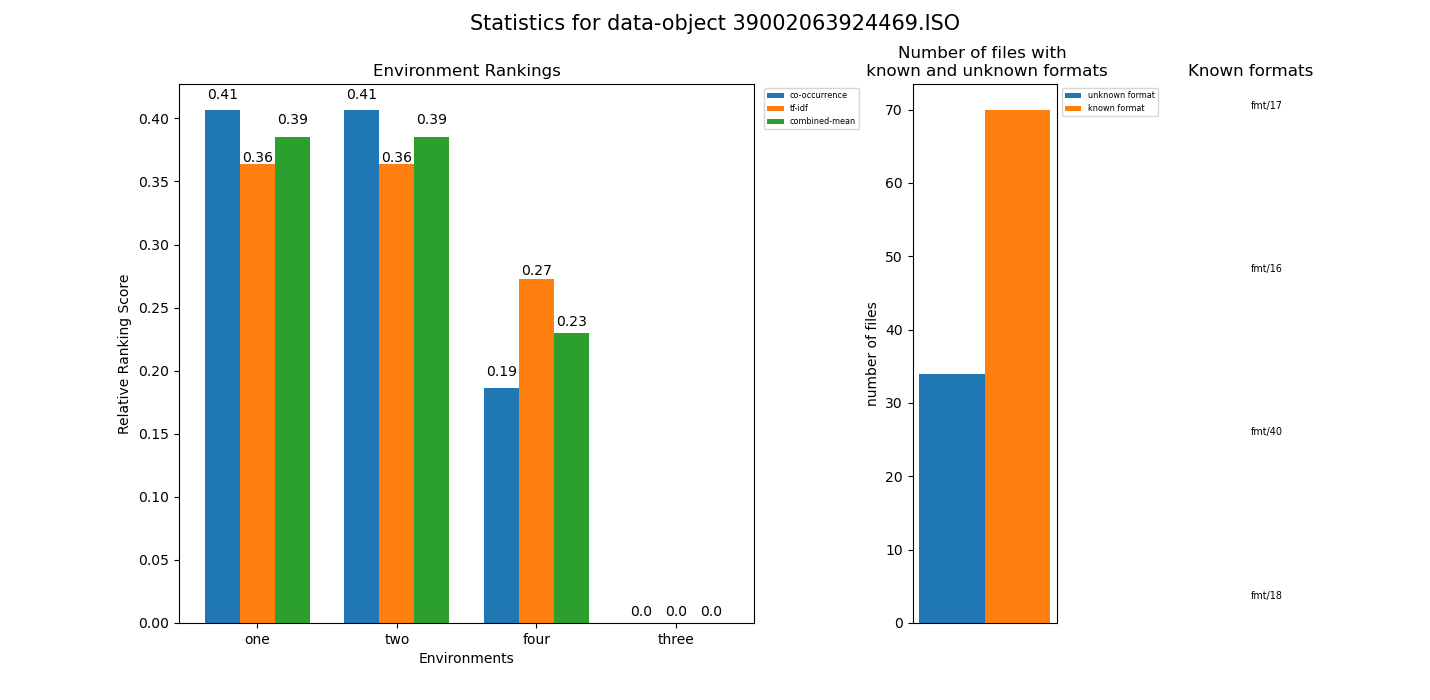 Statistics for data-object 39002063924469.ISO
Environment Rankings
Relative Ranking Score
0.40
0.35
0.30
0.25
0.20
0.15
0.10
0.05
0.00
0.41
0.36
0.39
0.41
0.36
0.39
0.19
0.27
0.23
0.0 0.0 0.0
one two four three
Environments
co-occurrence
tf-idf
combined-mean
Number of files with
known and unknown formats
number of files
70
60
50
40
30
20
10
0
unknown format
known format
Known formats
fmt/17
fmt/16
fmt/40
fmt/18